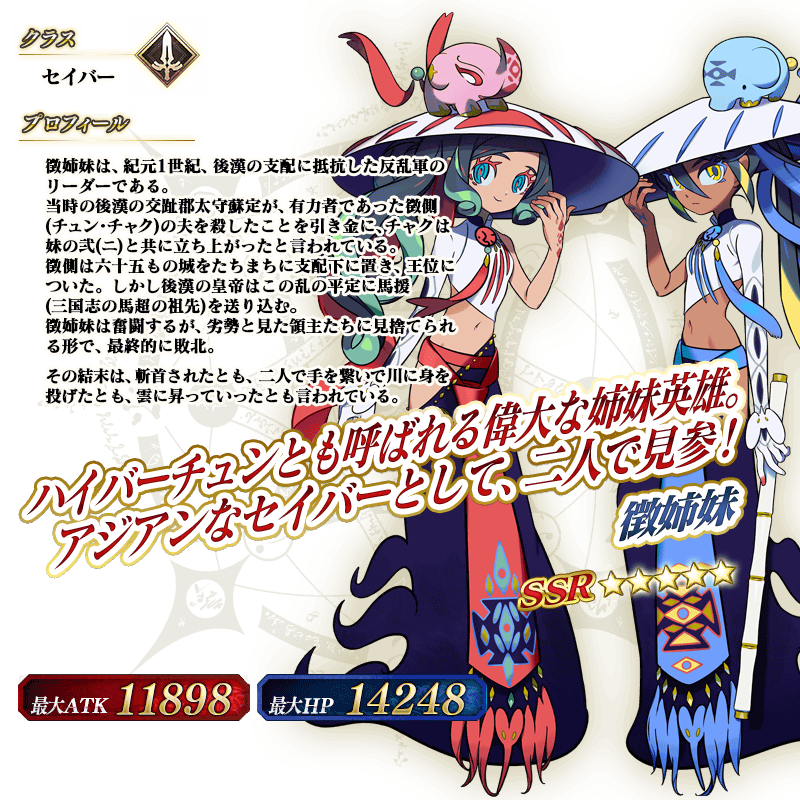 クラス
セイバー
プロフィール
徴姉妹は、紀元1世紀、後漢の支配に抵抗した反乱軍の
リーダーである。
当時の後漢の交趾郡太守蘇定が、有力者であった徴側
(チュン・チャク)の夫を殺したことを引き金に、チャクは
妹の弐(ニ)と共に立ち上がったと言われている。
徴側は六十五もの城をたちまちに支配下に置き、王位に
ついた。しかし後漢の皇帝はこの乱の平定に馬援
(三国志の馬超の祖先)を送り込む。
徴姉妹は奮闘するが、劣勢と見た領主たちに見捨てられ
る形で、最終的に敗北。
その結末は、斬首されたとも、二人で手を繋いで川に身を
投げたとも、雲に昇っていったとも言われている。
ハイバーチュンとも呼ばれる偉大な姉妹英雄。
アジアンなセイバーとして、二人で見参！
徴姉妹
SSR ★★★★★
最大ATK 11898
最大HP 14248